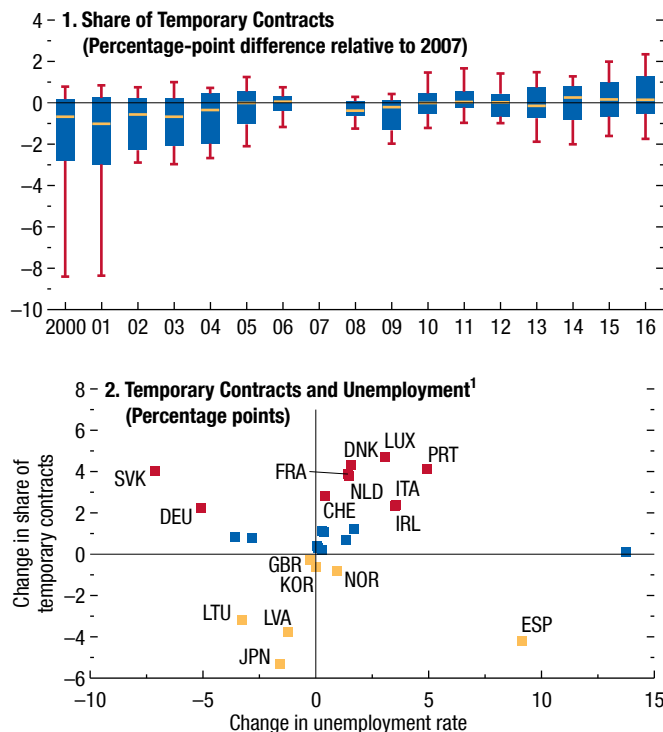 1. Share of Temporary Contracts
(Percentage-point difference relative to 2007)
4
2
0
–2
–4
–6
–8
–10
2000 01 02 03 04 05 06 07 08 09 10 11 12 13 14 15 16
2. Temporary Contracts and Unemployment¹
(Percentage points)
Change in share of
temporary contracts
8
6
4
2
0
–2
–4
–6
SVK
DEU
FRA
DNK
LUX
PRT
NLD
ITA
CHE
IRL
GBR
KOR
NOR
LTU
LVA
JPN
ESP
–10 –5 0 5 10 15
Change in unemployment rate